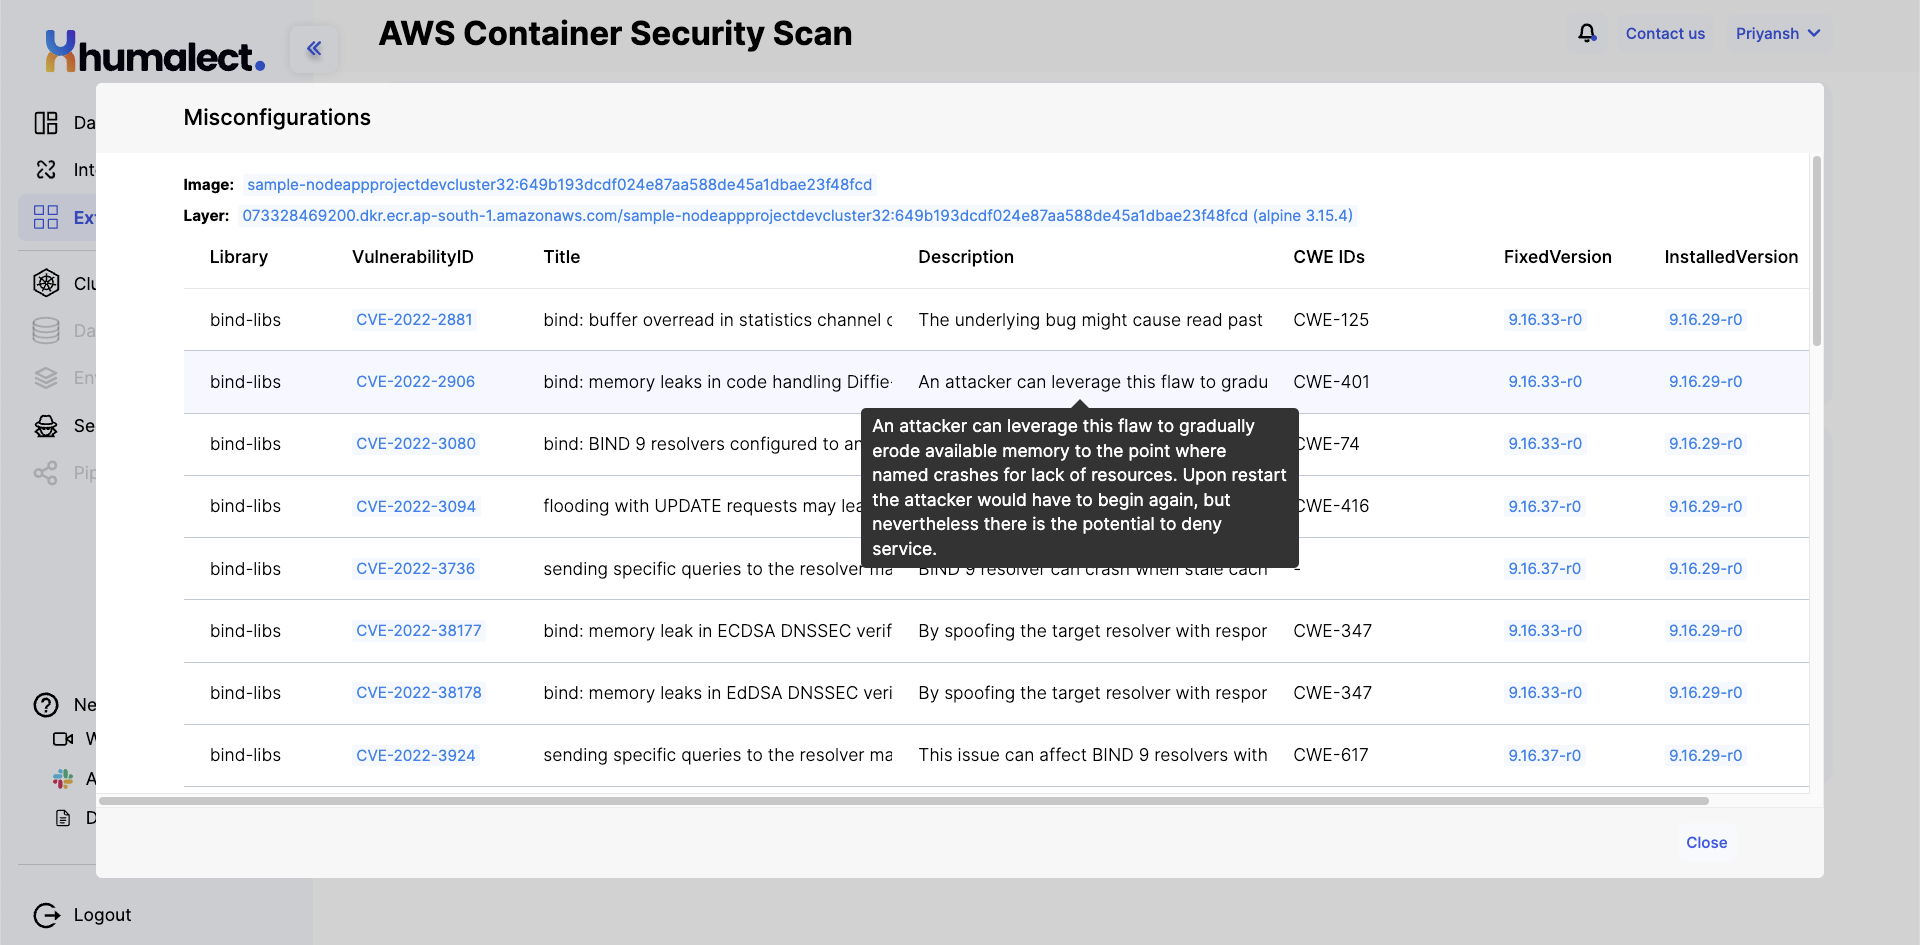 humalect.
AWS Container Security Scan
Contact us
Priyansh
Da
Int
Ext
Clu
Da
En
Se
Pip
Ne
W
A
D
Logout
Misconfigurations
Image: sample-nodeappprojectdevcluster32:649b193dcdf024e87aa588de45a1dbae23f48fcd
Layer: 073328469200.dkr.ecr.ap-south-1.amazonaws.com/sample-nodeappprojectdevcluster32:649b193dcdf024e87aa588de45a1dbae23f48fcd (alpine 3.15.4)
Library VulnerabilityID Title Description CWE IDs FixedVersion InstalledVersion
bind-libs CVE-2022-2881 bind: buffer overread in statistics channel c The underlying bug might cause read past CWE-125 9.16.33-r0 9.16.29-r0
bind-libs CVE-2022-2906 bind: memory leaks in code handling Diffie- An attacker can leverage this flaw to gradu CWE-401 9.16.33-r0 9.16.29-r0
bind-libs CVE-2022-3080 bind: BIND 9 resolvers configured to an CWE-74 9.16.33-r0 9.16.29-r0
bind-libs CVE-2022-3094 flooding with UPDATE requests may lea CWE-416 9.16.37-r0 9.16.29-r0
An attacker can leverage this flaw to gradually
erode available memory to the point where
named crashes for lack of resources. Upon restart
the attacker would have to begin again, but
nevertheless there is the potential to deny
service.
bind-libs CVE-2022-3736 sending specific queries to the resolver ma BIND 9 resolver can crash when stale cach - 9.16.37-r0 9.16.29-r0
bind-libs CVE-2022-38177 bind: memory leak in ECDSA DNSSEC verif By spoofing the target resolver with respor CWE-347 9.16.33-r0 9.16.29-r0
bind-libs CVE-2022-38178 bind: memory leaks in EdDSA DNSSEC veri By spoofing the target resolver with respor CWE-347 9.16.33-r0 9.16.29-r0
bind-libs CVE-2022-3924 sending specific queries to the resolver ma This issue can affect BIND 9 resolvers with CWE-617 9.16.37-r0 9.16.29-r0
Close